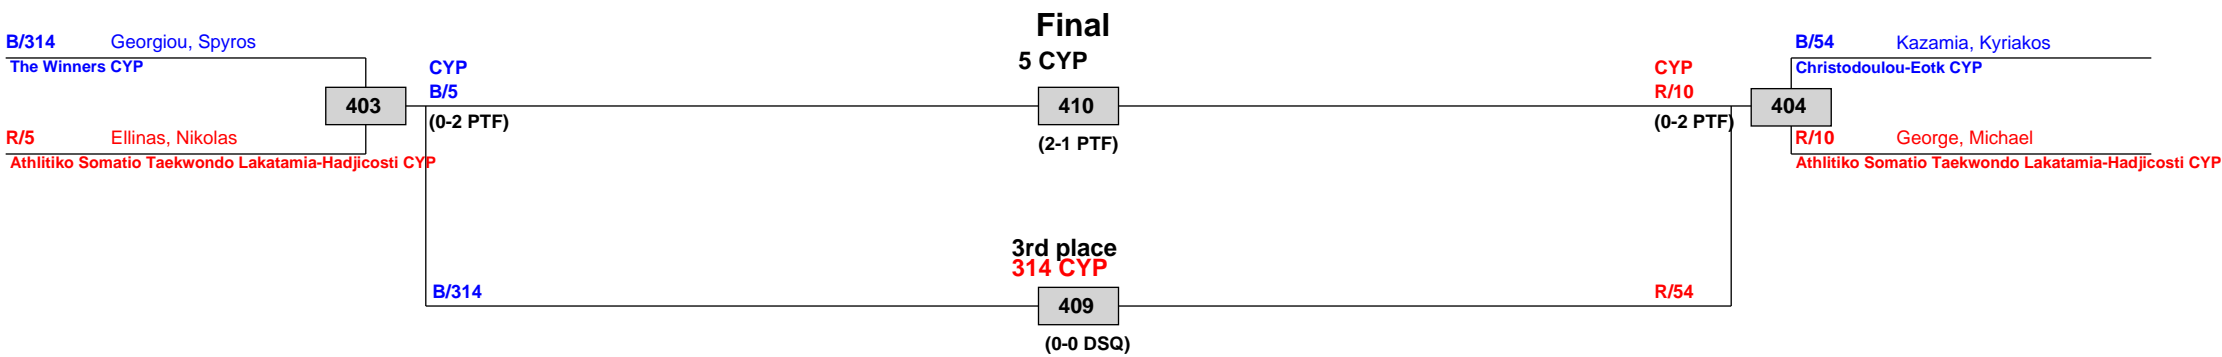 Final
5 CYP
B/314 Georgiou, Spyros
The Winners CYP
403
R/5 Ellinas, Nikolas
Athlitiko Somatio Taekwondo Lakatamia-Hadjicosti CYP
CYP
B/5
(0-2 PTF)
410
(2-1 PTF)
CYP
R/10
(0-2 PTF)
B/54 Kazamia, Kyriakos
Christodoulou-Eotk CYP
404
R/10 George, Michael
Athlitiko Somatio Taekwondo Lakatamia-Hadjicosti CYP
3rd place
314 CYP
B/314
409
R/54
(0-0 DSQ)